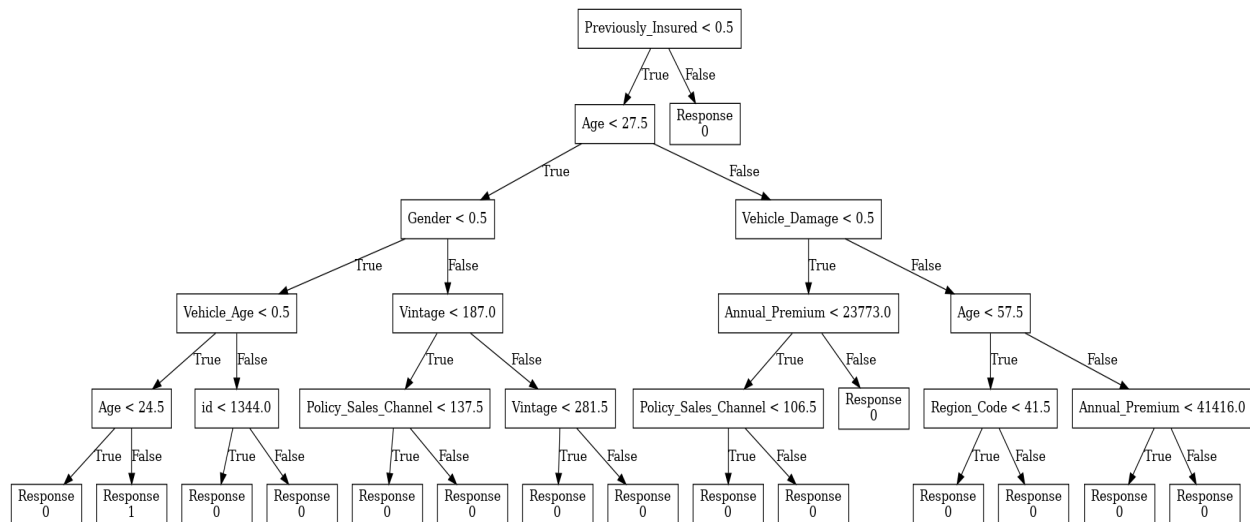 Previously_Insured < 0.5
True
False
Age < 27.5
Response
0
True
False
Gender < 0.5
Vehicle_Damage < 0.5
True
False
True
False
Vehicle_Age < 0.5
Vintage < 187.0
Annual_Premium < 23773.0
Age < 57.5
True
False
True
False
True
False
True
False
Age < 24.5
id < 1344.0
Policy_Sales_Channel < 137.5
Vintage < 281.5
Policy_Sales_Channel < 106.5
Response
0
Region_Code < 41.5
Annual_Premium < 41416.0
True
False
True
False
True
False
True
False
True
False
True
False
True
False
Response
0
Response
1
Response
0
Response
0
Response
0
Response
0
Response
0
Response
0
Response
0
Response
0
Response
0
Response
0
Response
0
Response
0